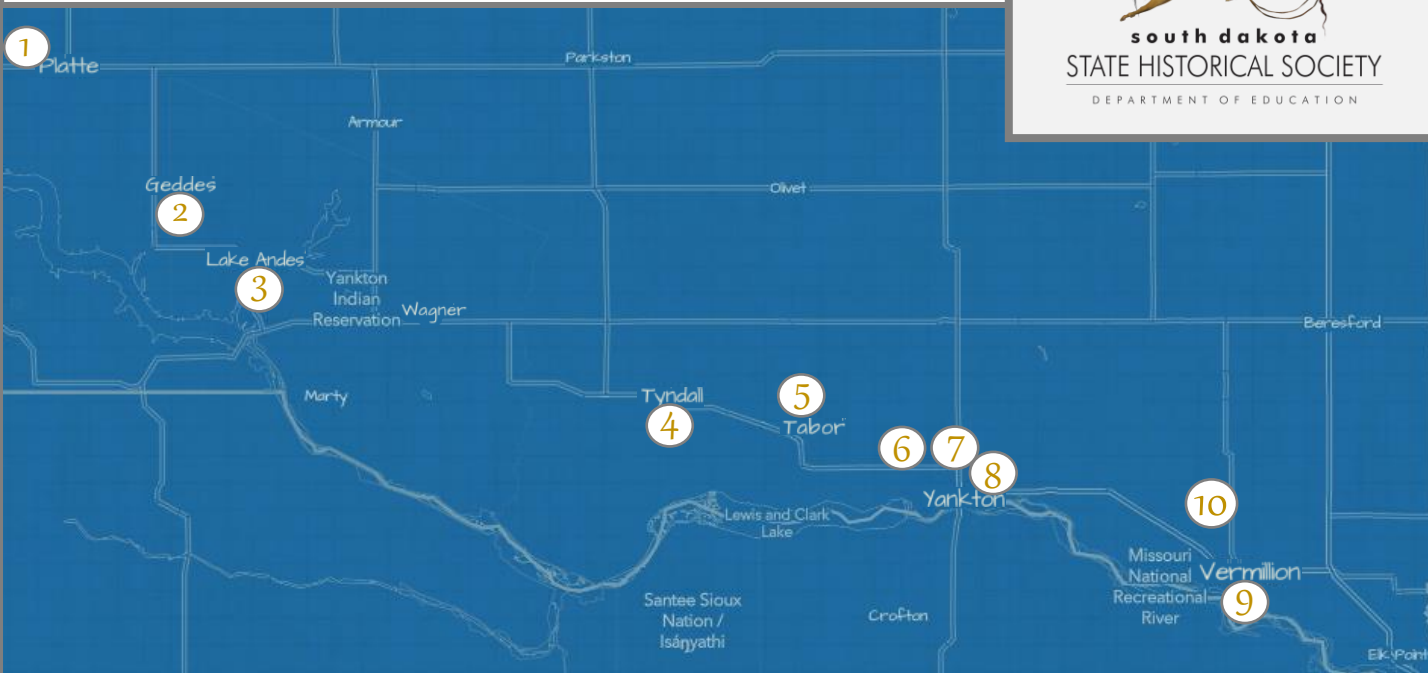 south dakota
STATE HISTORICAL SOCIETY
DEPARTMENT OF EDUCATION
1
Platte
Parkston
Armour
Geddes
2
Olivet
Lake Andes
3
Yankton
Indian
Reservation
Wagner
Beresford
Marty
Tyndall
4
5
Tabor
6
7
8
Yankton
Lewis and Clark
Lake
10
Missouri
National
Recreational
River
Vermillion
9
Santee Sioux
Nation /
Isáŋyathi
Crofton
Elk Point